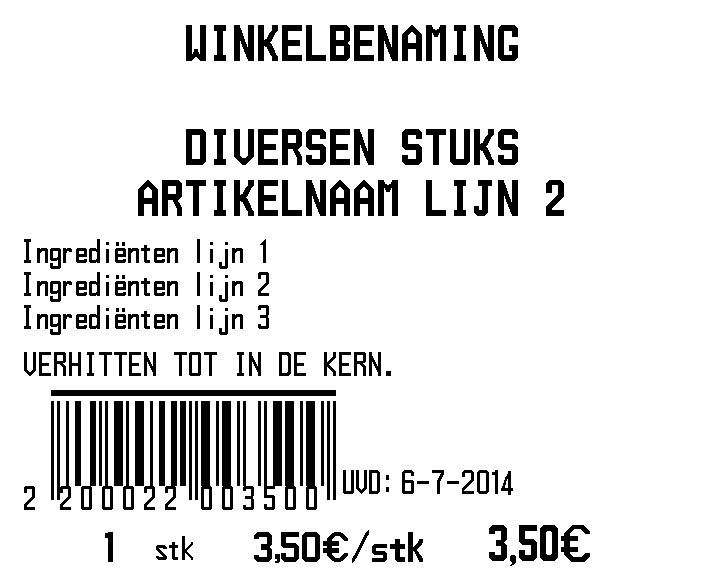 WINKELBENAMING
DIVERSEN STUKS
ARTIKELNAAM LIJN 2
Ingrediënten lijn 1
Ingrediënten lijn 2
Ingrediënten lijn 3
VERHITTEN TOT IN DE KERN.
2 200022 003500 UVD: 6-7-2014
1 stk 3,50€/stk 3,50€